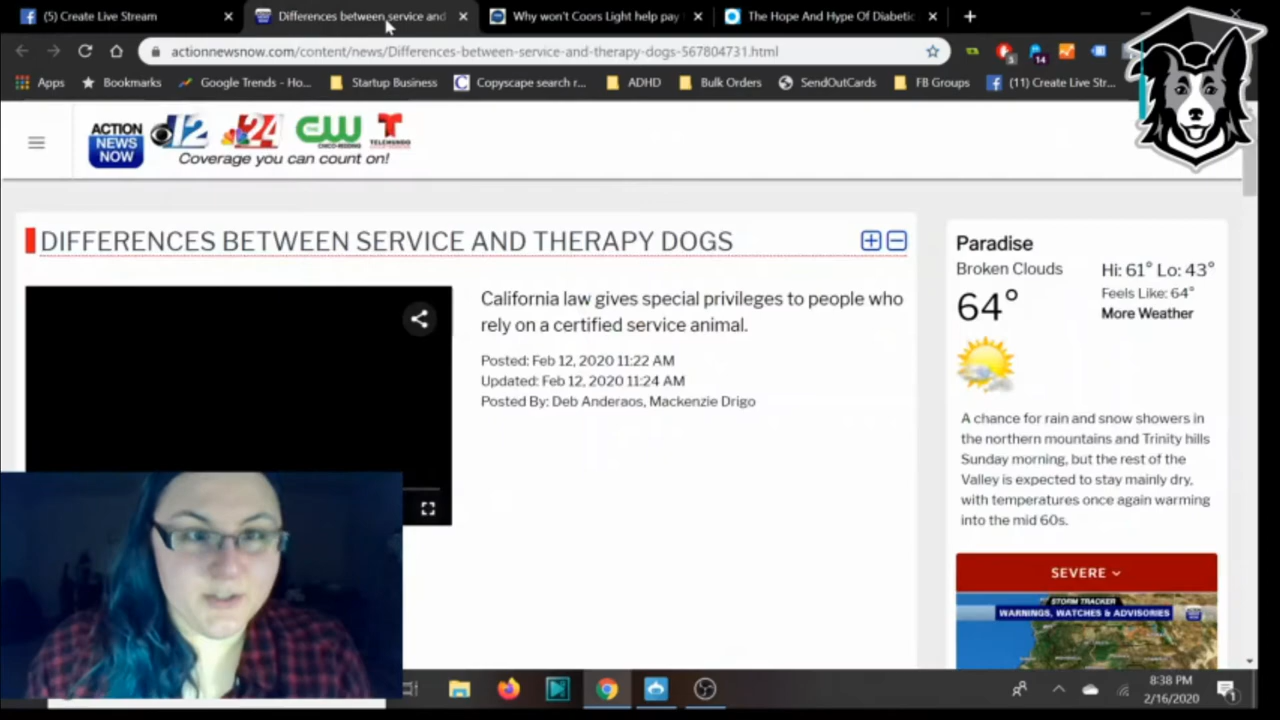 (5) Create Live Stream
Differences between service and
Why won't Coors Light help pay
The Hope And Hype Of Diabetic
actionnewsnow.com/content/news/Differences-between-service-and-therapy-dogs-567804731.html
5
14
Apps
Bookmarks
Google Trends - Ho...
Startup Business
Copyscape search r...
ADHD
Bulk Orders
SendOutCards
FB Groups
(11) Create Live Str...
ACTION
NEWS
NOW
12
24
CW
TELEMUNDO
Coverage you can count on!
DIFFERENCES BETWEEN SERVICE AND THERAPY DOGS
California law gives special privileges to people who
rely on a certified service animal.
Posted: Feb 12, 2020 11:22 AM
Updated: Feb 12, 2020 11:24 AM
Posted By: Deb Anderaos, Mackenzie Drigo
Paradise
Broken Clouds
64°
Hi: 61° Lo: 43°
Feels Like: 64°
More Weather
A chance for rain and snow showers in
the northern mountains and Trinity hills
Sunday morning, but the rest of the
Valley is expected to stay mainly dry,
with temperatures once again warming
into the mid 60s.
SEVERE
STORM TRACKER
WARNINGS, WATCHES & ADVISORIES
8:38 PM
2/16/2020
1